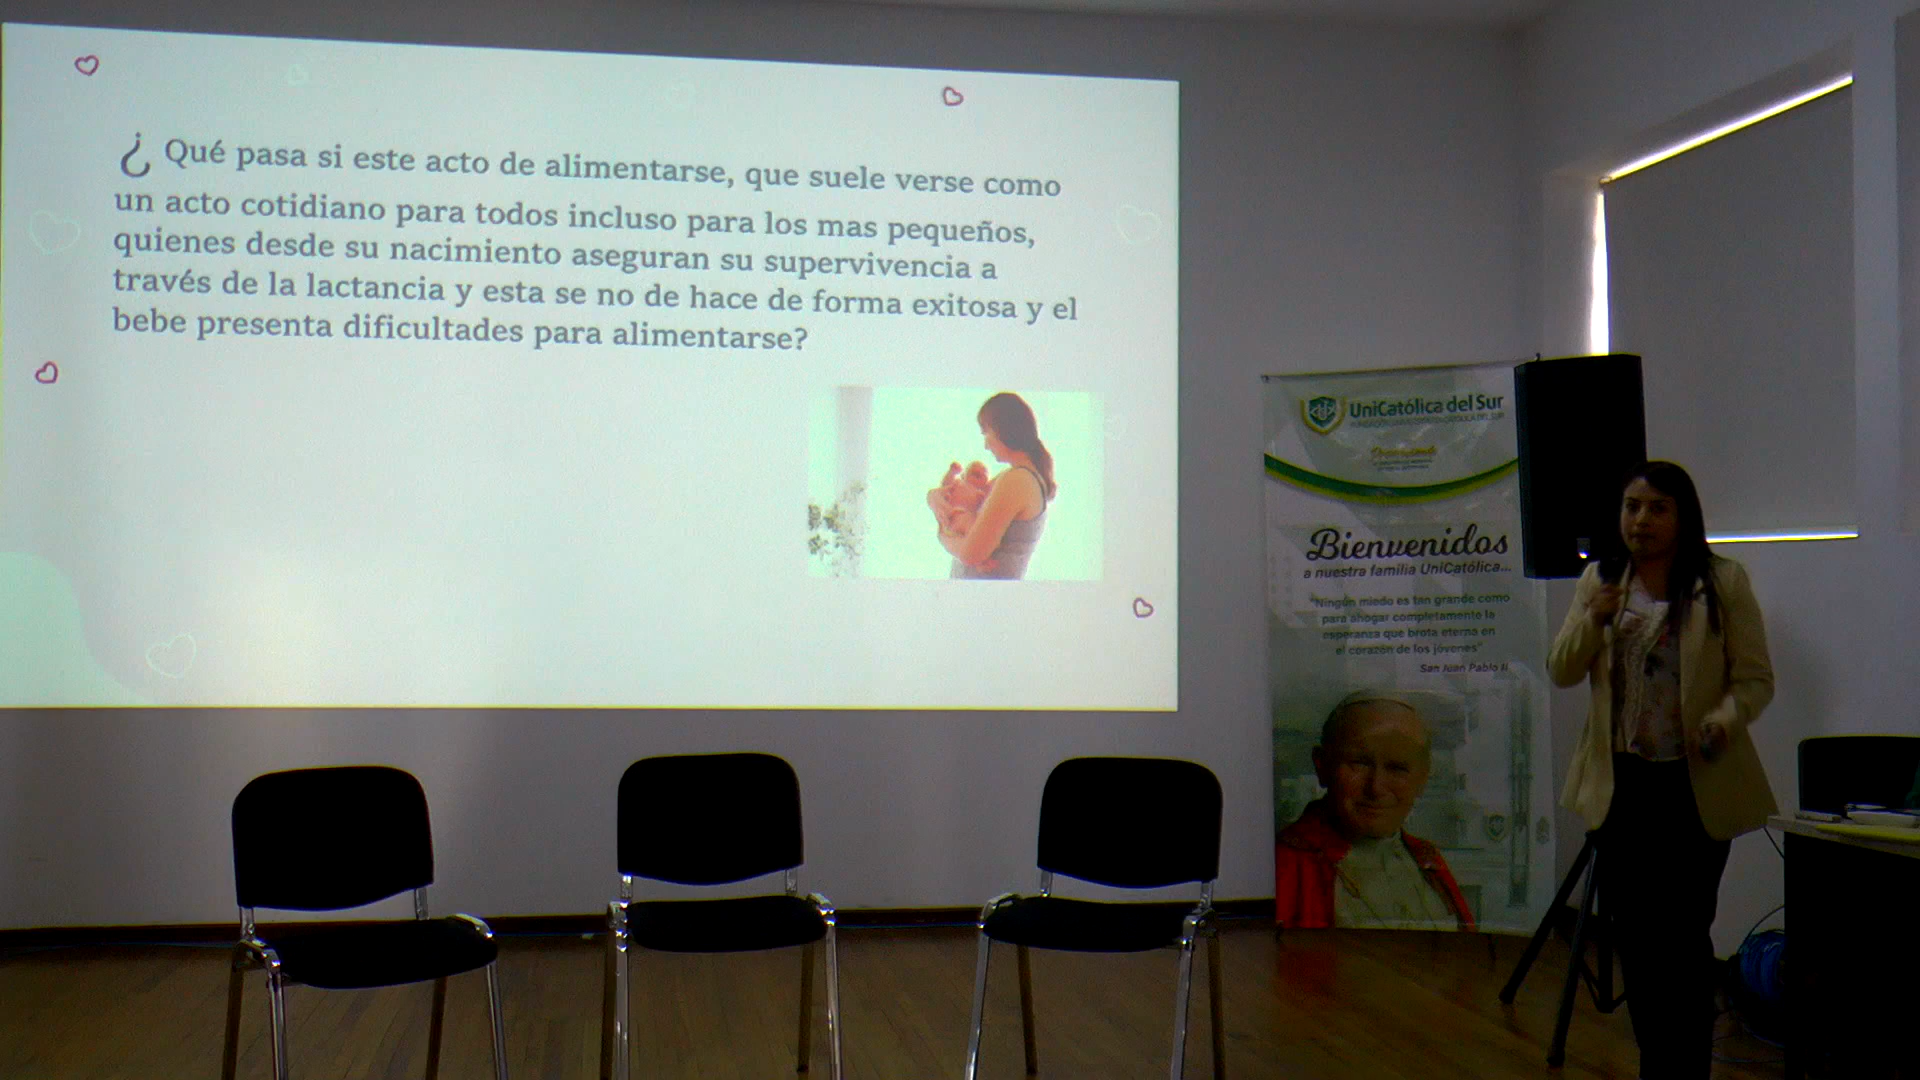 ¿ Qué pasa si este acto de alimentarse, que suele verse como
un acto cotidiano para todos incluso para los mas pequeños,
quienes desde su nacimiento aseguran su supervivencia a
través de la lactancia y esta se no de hace de forma exitosa y el
bebe presenta dificultades para alimentarse?
UniCatólica del Sur
Bienvenidos
a nuestra familia UniCatólica...
"Ningún miedo es tan grande como
para ahogar completamente la
esperanza que brota eterna en
el corazón de los jóvenes"
San Juan Pablo II